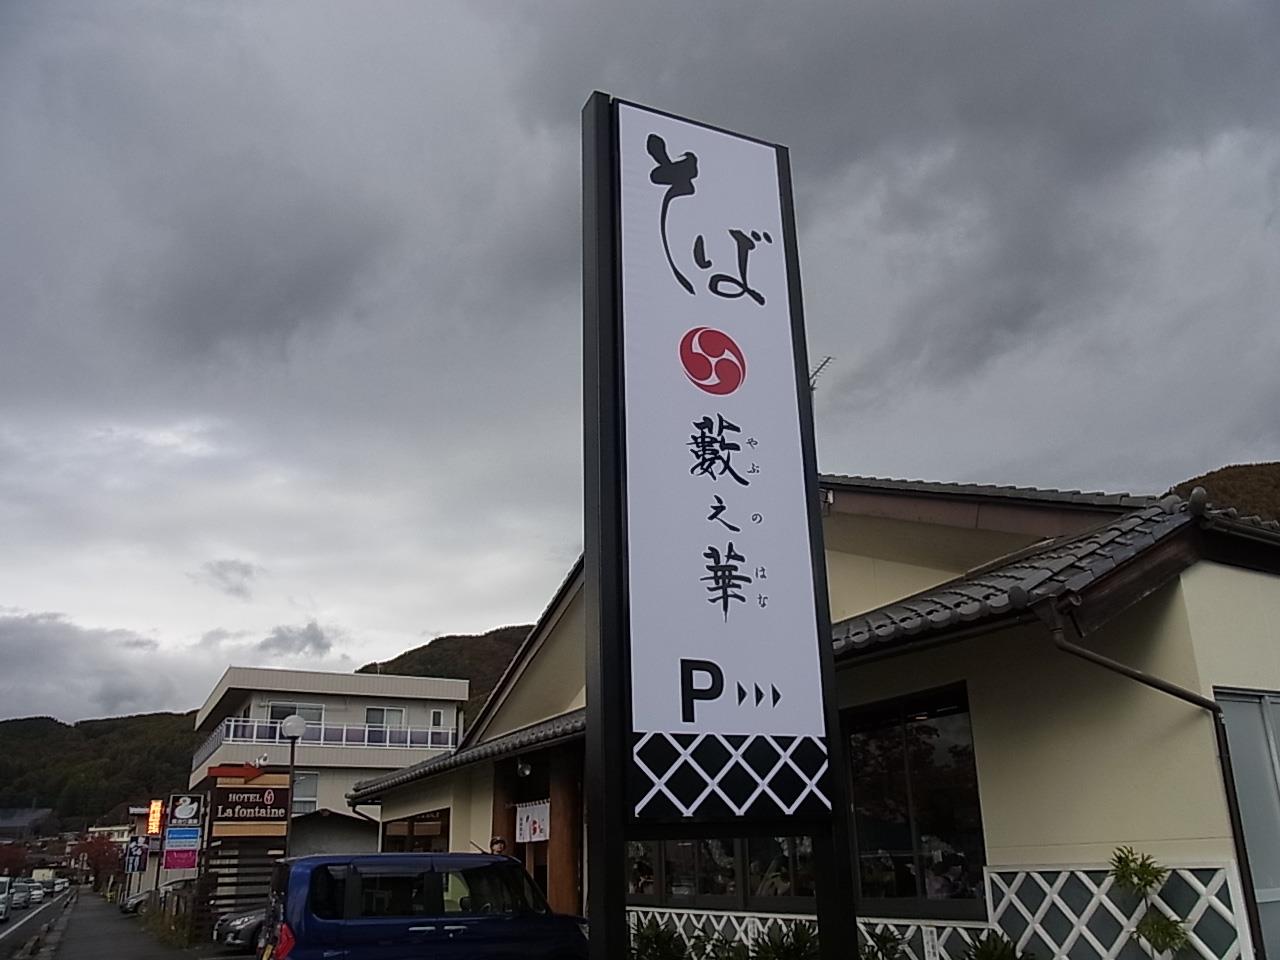 そば
藪之華
やぶ の はな
P
HOTEL
La fontaine